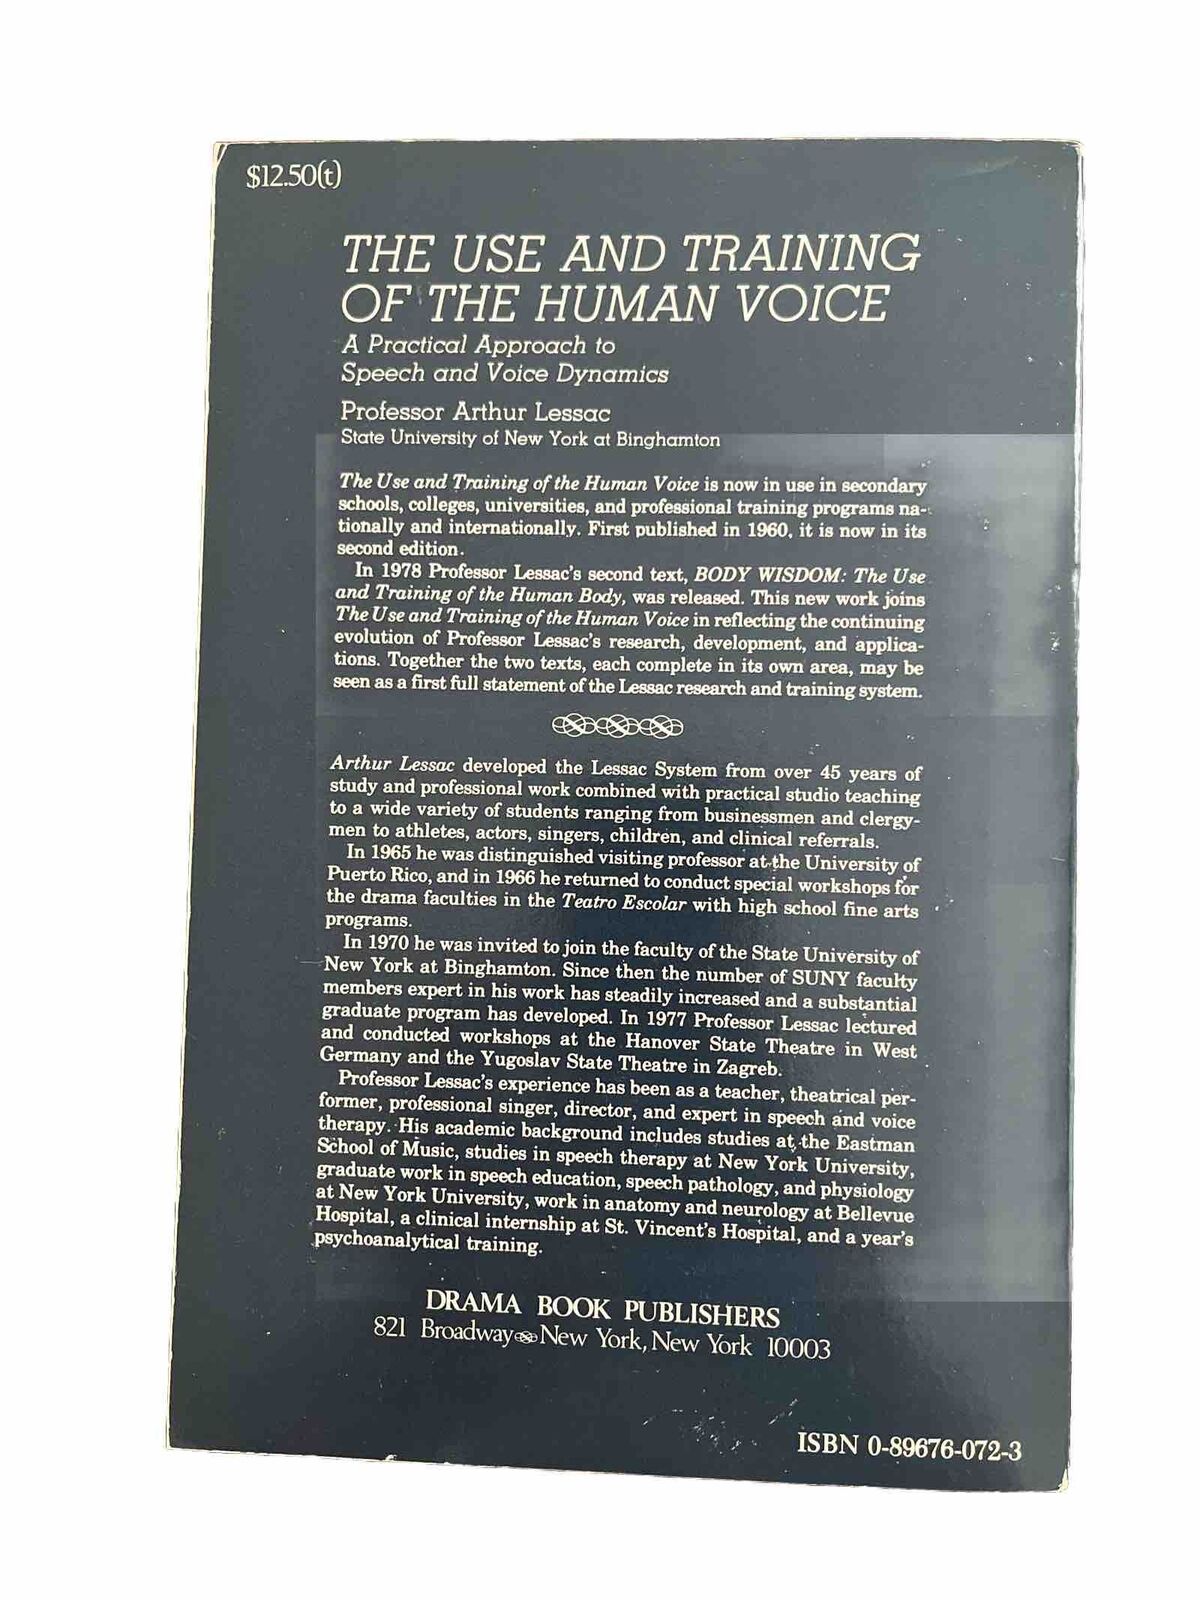 $12.50(t)
THE USE AND TRAINING
OF THE HUMAN VOICE
A Practical Approach to
Speech and Voice Dynamics
Professor Arthur Lessac
State University of New York at Binghamton
The Use and Training of the Human Voice is now in use in secondary
schools, colleges, universities, and professional training programs na-
tionally and internationally. First published in 1960, it is now in its
second edition.
In 1978 Professor Lessac's second text, BODY WISDOM: The Use
and Training of the Human Body, was released. This new work joins
The Use and Training of the Human Voice in reflecting the continuing
evolution of Professor Lessac's research, development, and applica-
tions. Together the two texts, each complete in its own area, may be
seen as a first full statement of the Lessac research and training system.
Arthur Lessac developed the Lessac System from over 45 years of
study and professional work combined with practical studio teaching
to a wide variety of students ranging from businessmen and clergy-
men to athletes, actors, singers, children, and clinical referrals.
In 1965 he was distinguished visiting professor at the University of
Puerto Rico, and in 1966 he returned to conduct special workshops for
the drama faculties in the Teatro Escolar with high school fine arts
programs.
In 1970 he was invited to join the faculty of the State University of
New York at Binghamton. Since then the number of SUNY faculty
members expert in his work has steadily increased and a substantial
graduate program has developed. In 1977 Professor Lessac lectured
and conducted workshops at the Hanover State Theatre in West
Germany and the Yugoslav State Theatre in Zagreb.
Professor Lessac's experience has been as a teacher, theatrical per-
former, professional singer, director, and expert in speech and voice
therapy. His academic background includes studies at the Eastman
School of Music, studies in speech therapy at New York University,
graduate work in speech education, speech pathology, and physiology
at New York University, work in anatomy and neurology at Bellevue
Hospital, a clinical internship at St. Vincent's Hospital, and a year's
psychoanalytical training.
DRAMA BOOK PUBLISHERS
821 Broadway New York, New York 10003
ISBN 0-89676-072-3